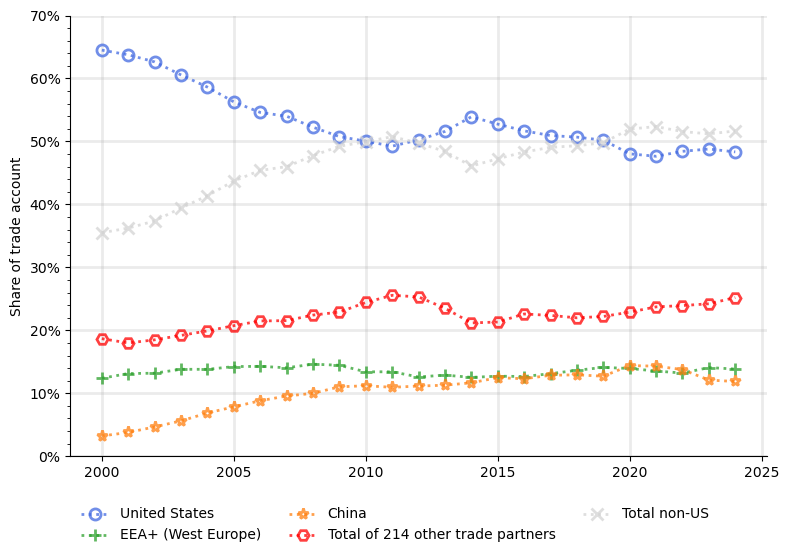 70%
60%
50%
40%
30%
20%
10%
0%
Share of trade account
2000 2005 2010 2015 2020 2025
United States China Total non-US
EEA+ (West Europe) Total of 214 other trade partners